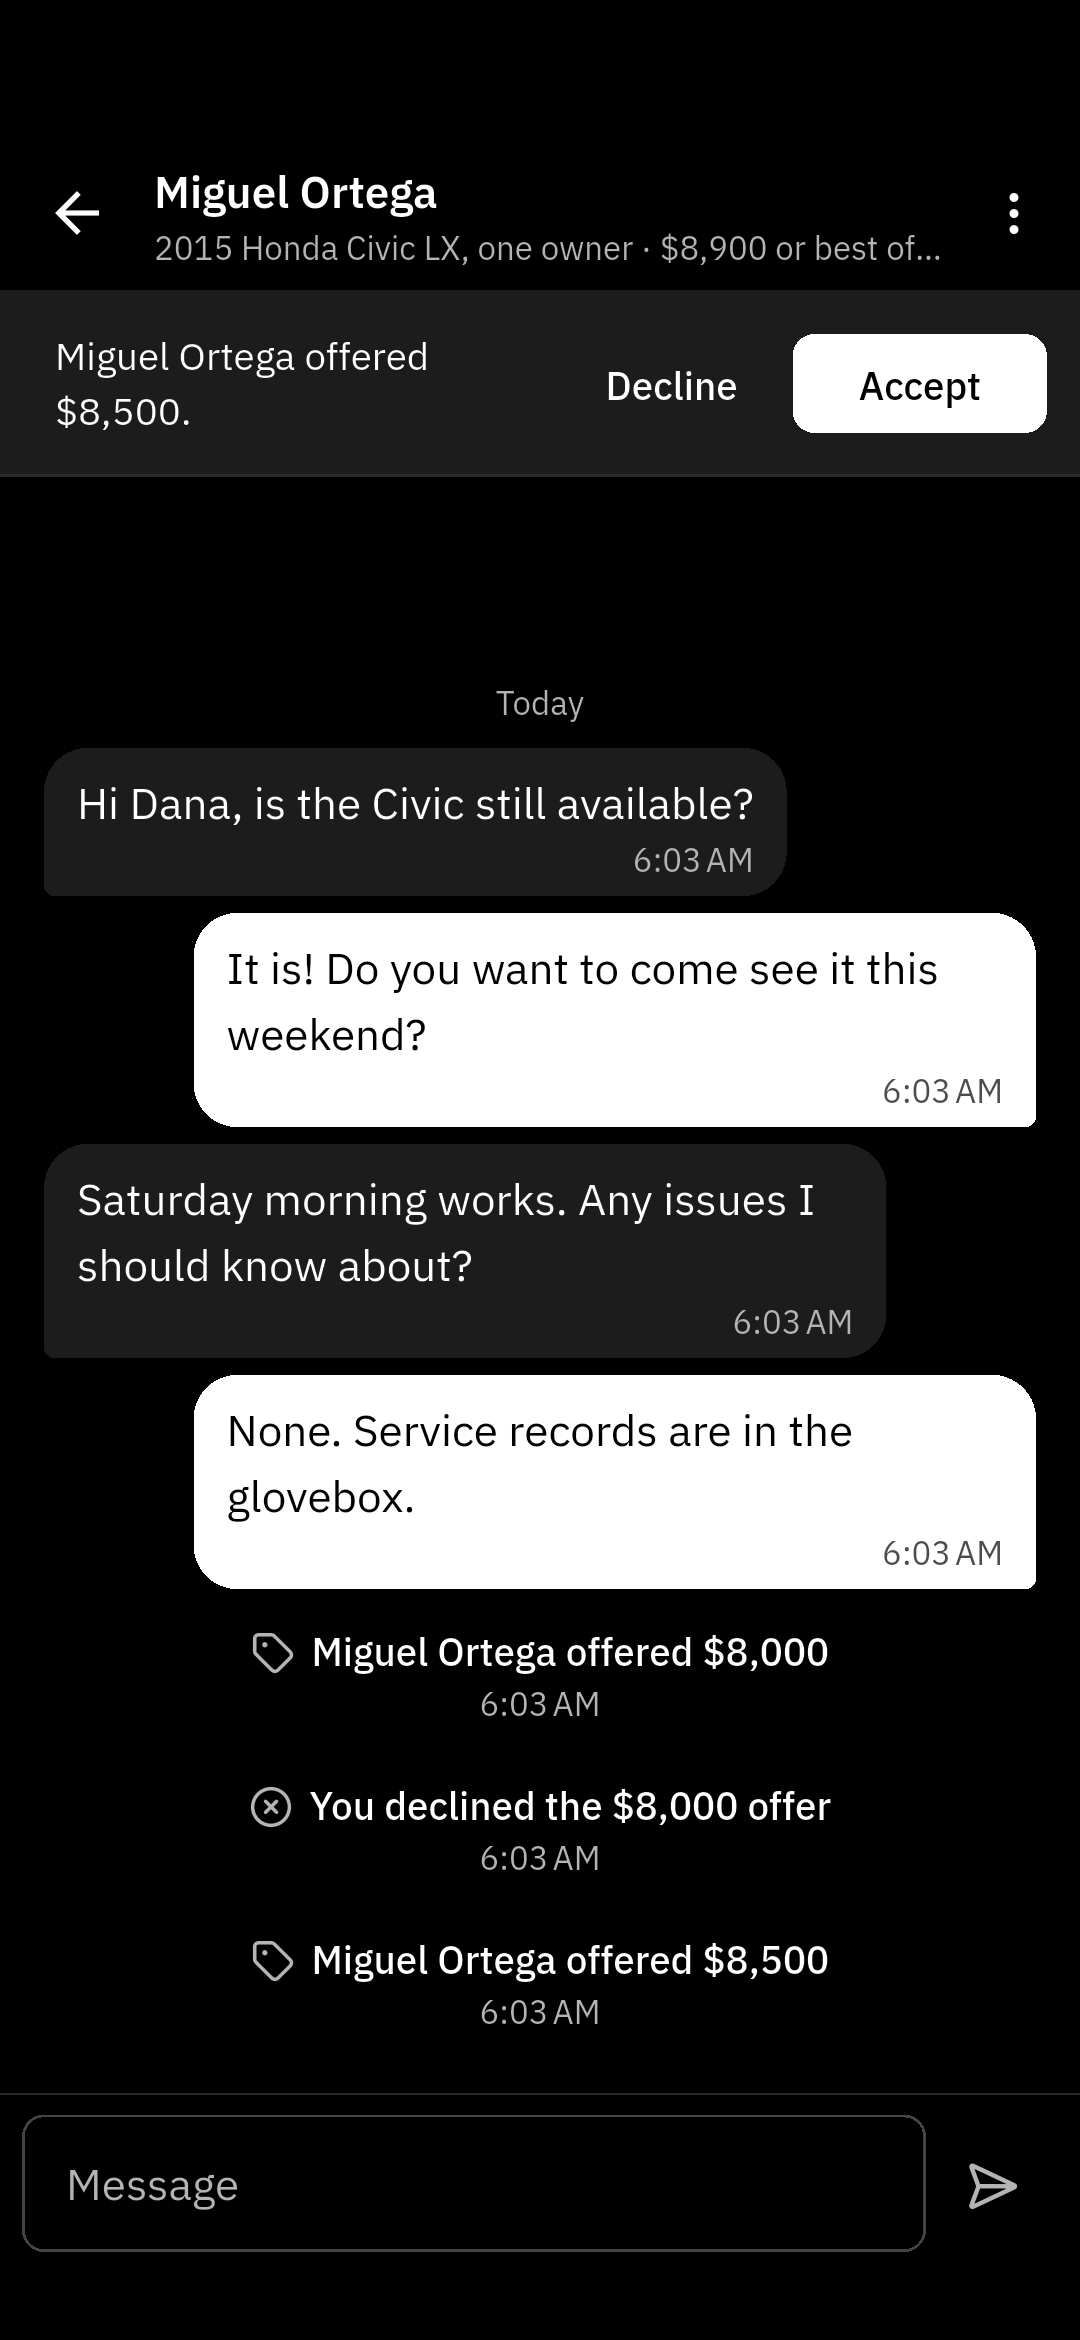 Miguel Ortega
2015 Honda Civic LX, one owner · $8,900 or best of...
Miguel Ortega offered
$8,500.
Decline
Accept
Today
Hi Dana, is the Civic still available?
6:03 AM
It is! Do you want to come see it this
weekend?
6:03 AM
Saturday morning works. Any issues I
should know about?
6:03 AM
None. Service records are in the
glovebox.
6:03 AM
Miguel Ortega offered $8,000
6:03 AM
You declined the $8,000 offer
6:03 AM
Miguel Ortega offered $8,500
6:03 AM
Message